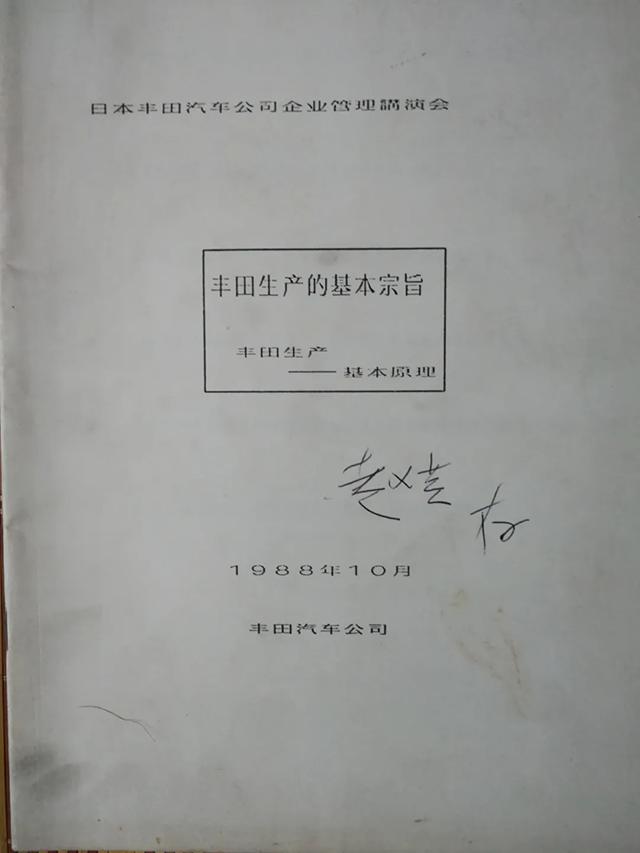 日本丰田汽车公司企业管理講演会
丰田生产的基本宗旨
丰田生产
——基本原理
1988年10月
丰田汽车公司